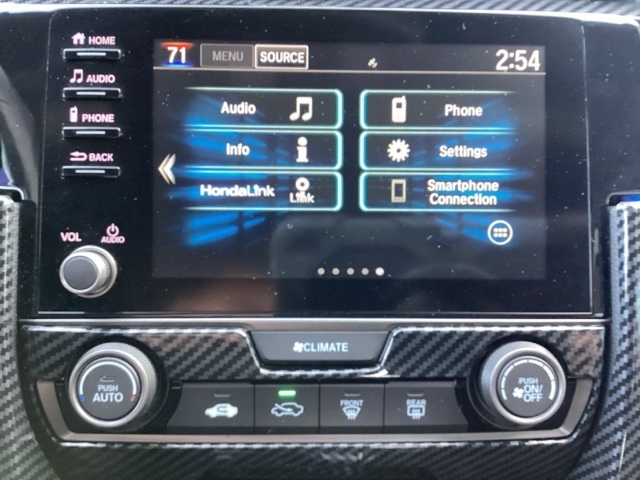 HOME
AUDIO
PHONE
BACK
VOL
AUDIO
71 MENU SOURCE 2:54
Audio
Phone
Info
Settings
HondaLink
Link
Smartphone
Connection
CLIMATE
PUSH
AUTO
FRONT
REAR
PUSH
ON/
OFF